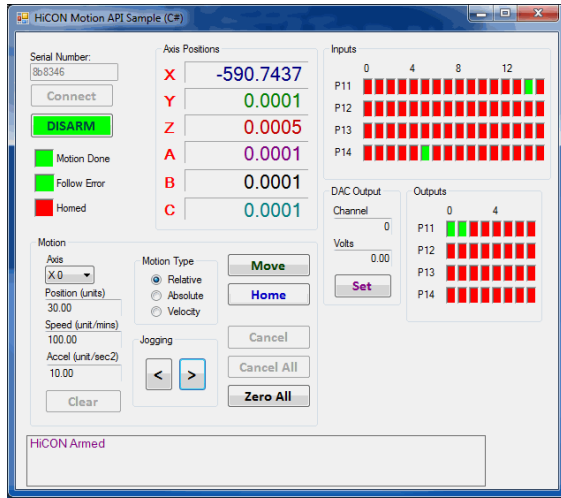 HiCON Motion API Sample (C#)
Serial Number:
8b8346
Connect
DISARM
Motion Done
Follow Error
Homed
Axis Positions
X -590.7437
Y 0.0001
Z 0.0005
A 0.0001
B 0.0001
C 0.0001
Inputs
0 4 8 12
P11
P12
P13
P14
DAC Output
Channel
0
Volts
0.00
Set
Outputs
0 4
P11
P12
P13
P14
Motion
Axis
X 0
Position (units)
30.00
Speed (unit/mins)
100.00
Accel (unit/sec2)
10.00
Clear
Motion Type
Relative
Absolute
Velocity
Jogging
< >
Move
Home
Cancel
Cancel All
Zero All
HiCON Armed